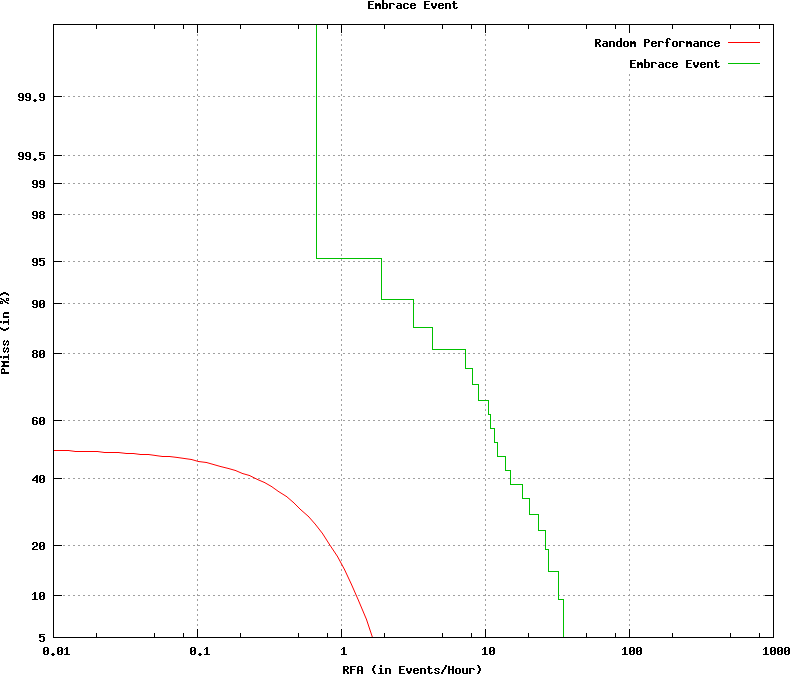 Embrace Event
Random Performance
Embrace Event
99.9
99.5
99
98
95
90
80
60
40
20
10
5
PMiss (in %)
0.01 0.1 1 10 100 1000
RFA (in Events/Hour)